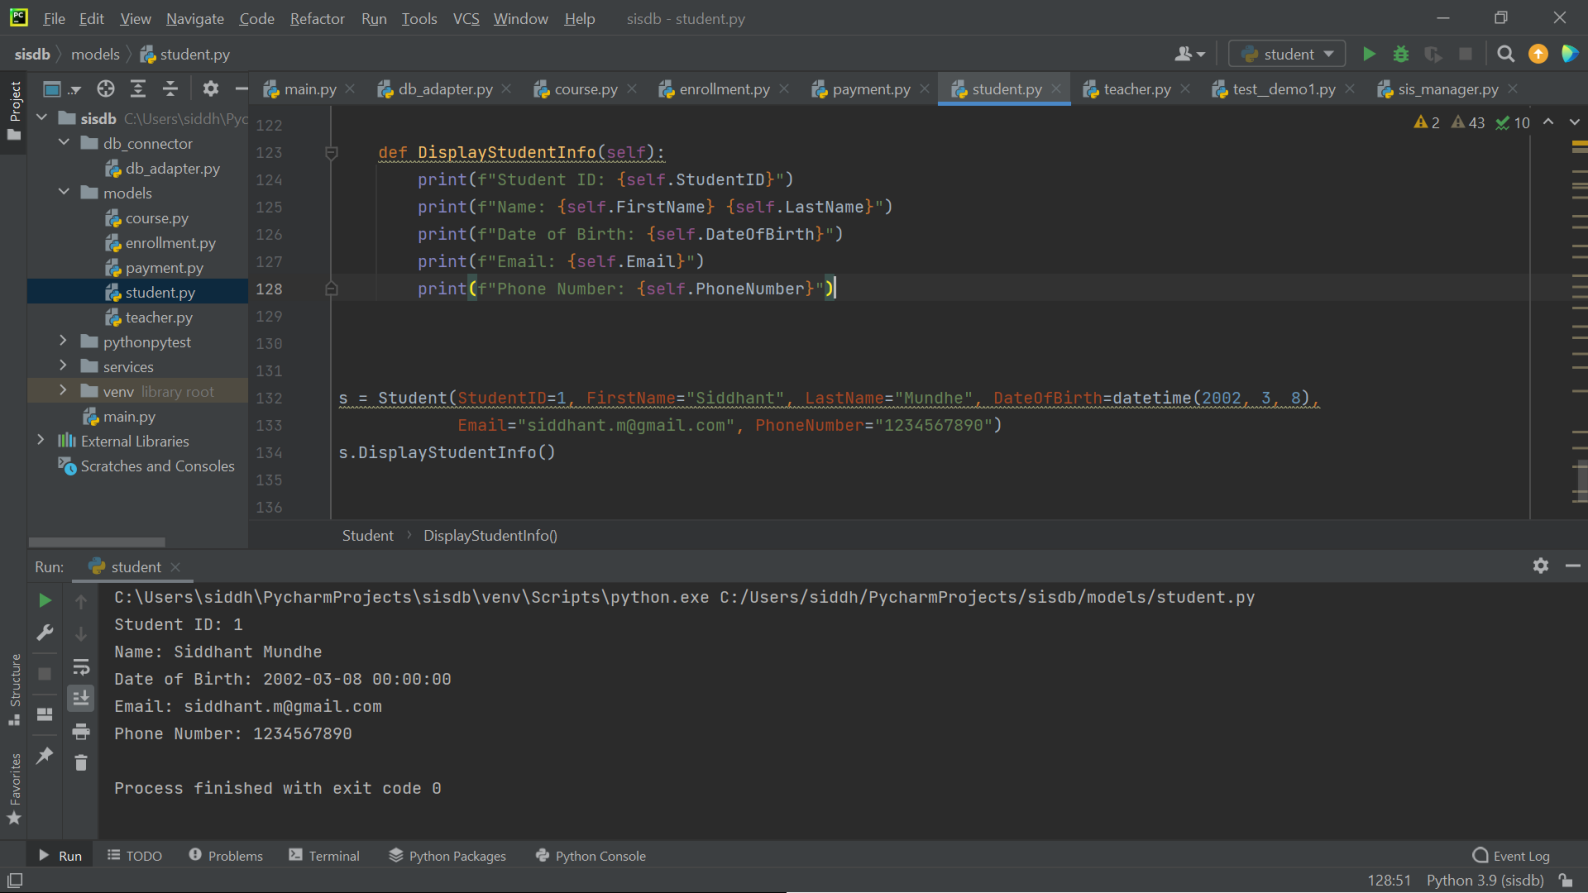 PC File Edit View Navigate Code Refactor Run Tools VCS Window Help sisdb - student.py
sisdb models student.py student
Project
main.py db_adapter.py course.py enrollment.py payment.py student.py teacher.py test__demo1.py sis_manager.py
sisdb C:\Users\siddh\Pyc
db_connector
db_adapter.py
models
course.py
enrollment.py
payment.py
student.py
teacher.py
pythonpytest
services
venv library root
main.py
External Libraries
Scratches and Consoles
2 43 10
122
123 def DisplayStudentInfo(self):
124 print(f"Student ID: {self.StudentID}")
125 print(f"Name: {self.FirstName} {self.LastName}")
126 print(f"Date of Birth: {self.DateOfBirth}")
127 print(f"Email: {self.Email}")
128 print(f"Phone Number: {self.PhoneNumber}")
129
130
131
132 s = Student(StudentID=1, FirstName="Siddhant", LastName="Mundhe", DateOfBirth=datetime(2002, 3, 8),
133 Email="siddhant.m@gmail.com", PhoneNumber="1234567890")
134 s.DisplayStudentInfo()
135
136
Student DisplayStudentInfo()
Run: student
C:\Users\siddh\PycharmProjects\sisdb\venv\Scripts\python.exe C:/Users/siddh/PycharmProjects/sisdb/models/student.py
Student ID: 1
Name: Siddhant Mundhe
Date of Birth: 2002-03-08 00:00:00
Email: siddhant.m@gmail.com
Phone Number: 1234567890
Process finished with exit code 0
Structure
Favorites
Run TODO Problems Terminal Python Packages Python Console Event Log
128:51 Python 3.9 (sisdb)